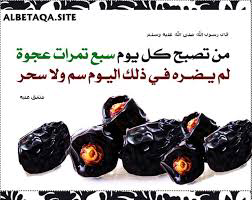 ALBETAQA.SITE
قال رسول الله صلى الله عليه وسلم
من تصبح كل يوم سبع تمرات عجوة
لم يضره في ذلك اليوم سم ولا سحر
متفق عليه